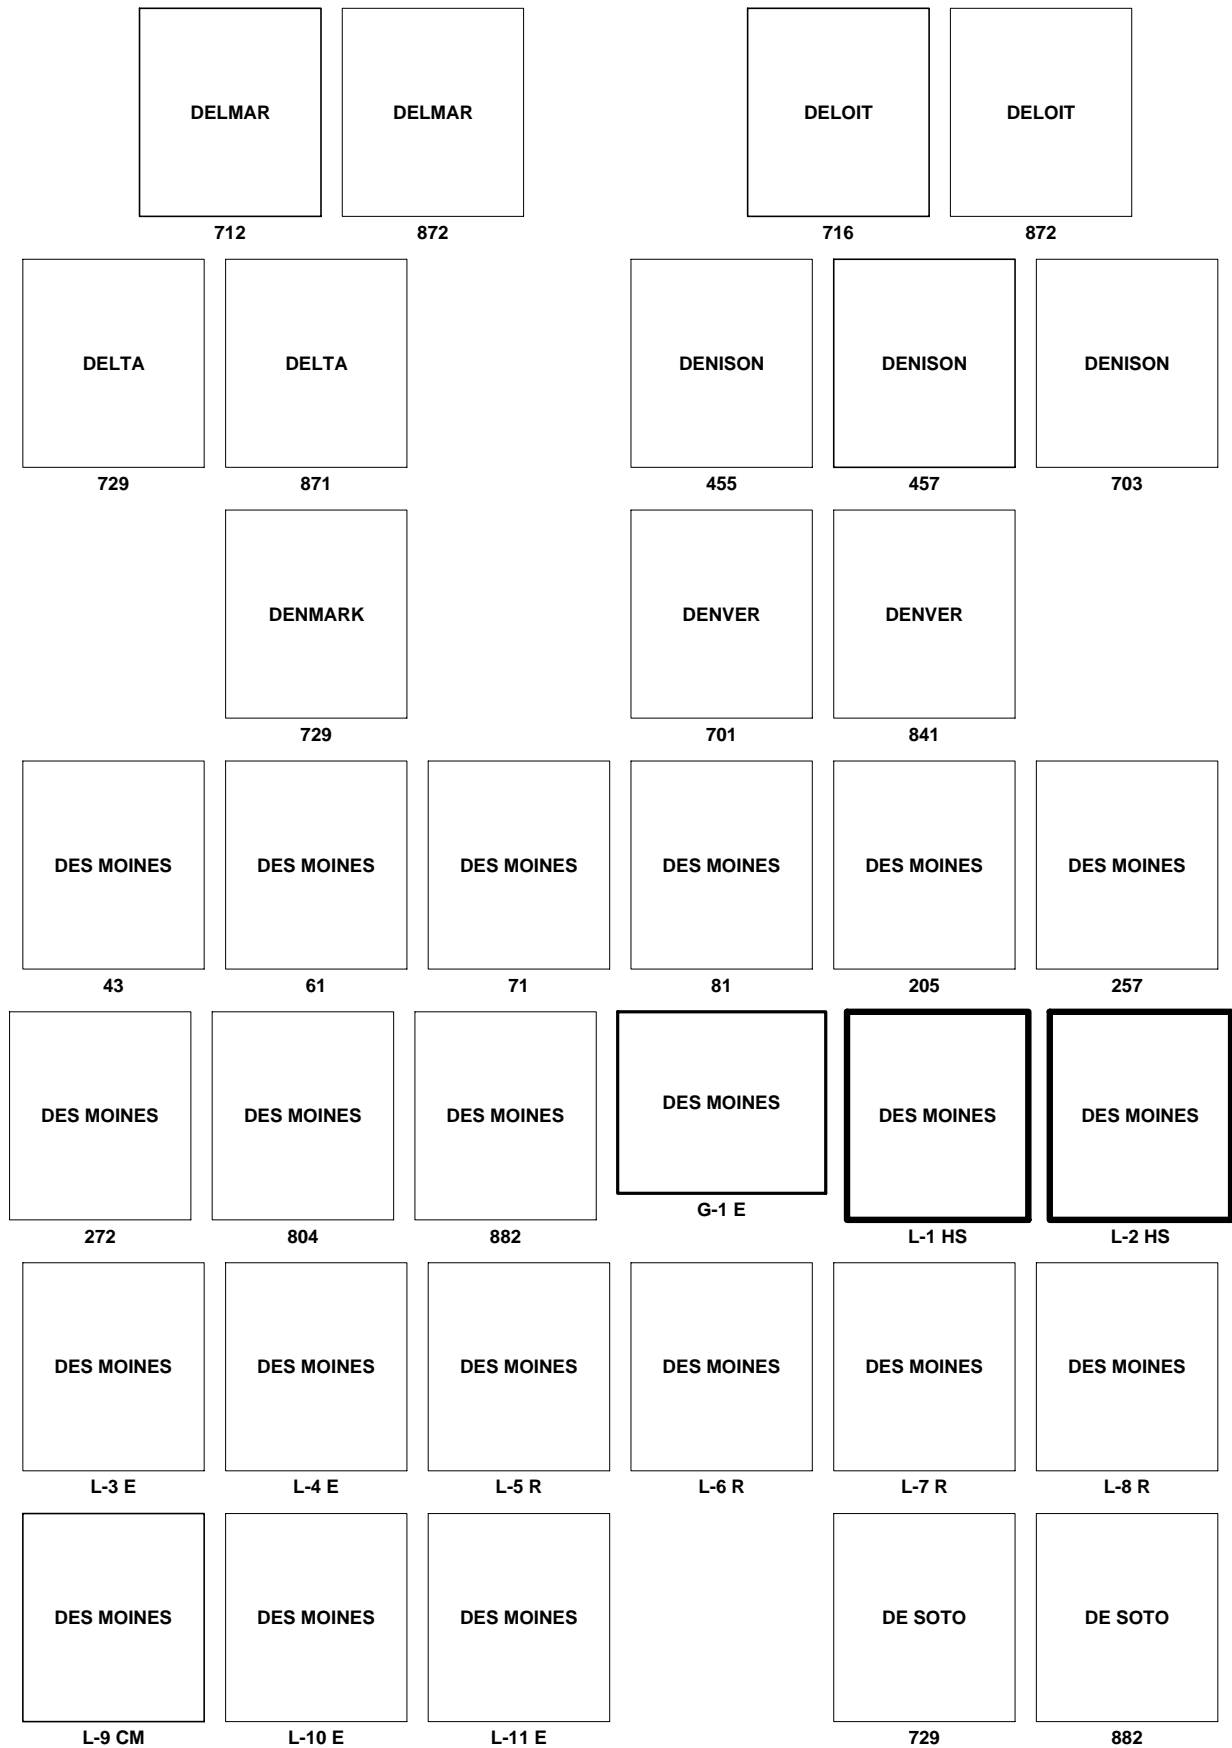 DELMAR DELMAR DELOIT DELOIT
712 872 716 872
DELTA DELTA DENISON DENISON DENISON
729 871 455 457 703
DENMARK DENVER DENVER
729 701 841
DES MOINES DES MOINES DES MOINES DES MOINES DES MOINES DES MOINES
43 61 71 81 205 257
DES MOINES DES MOINES DES MOINES DES MOINES DES MOINES DES MOINES
272 804 882 G-1 E L-1 HS L-2 HS
DES MOINES DES MOINES DES MOINES DES MOINES DES MOINES DES MOINES
L-3 E L-4 E L-5 R L-6 R L-7 R L-8 R
DES MOINES DES MOINES DES MOINES DE SOTO DE SOTO
L-9 CM L-10 E L-11 E 729 882